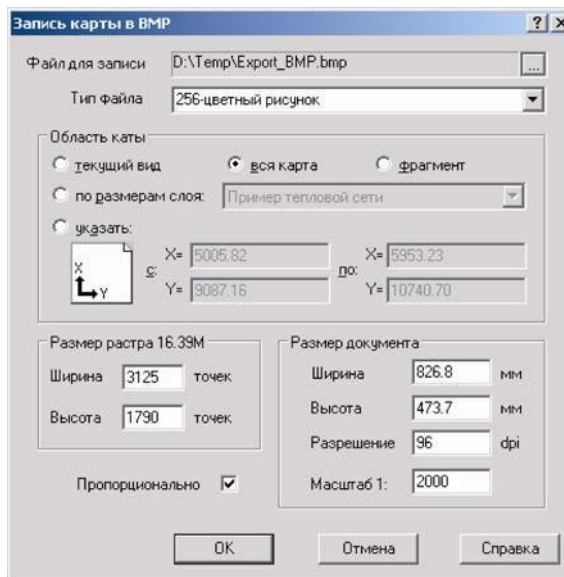 Запись карты в BMP
Файл для записи D:\Temp\Export_BMP.bmp ...
Тип файла 256-цветный рисунок
Область каты
текущий вид вся карта фрагмент
по размерам слоя: Пример тепловой сети
указать:
X Y с: X= 5005.82 по: X= 5953.23
Y= 9087.16 Y= 10740.70
Размер растра 16.39М Размер документа
Ширина 3125 точек Ширина 826.8 мм
Высота 1790 точек Высота 473.7 мм
Разрешение 96 dpi
Пропорционально Масштаб 1: 2000
OK Отмена Справка